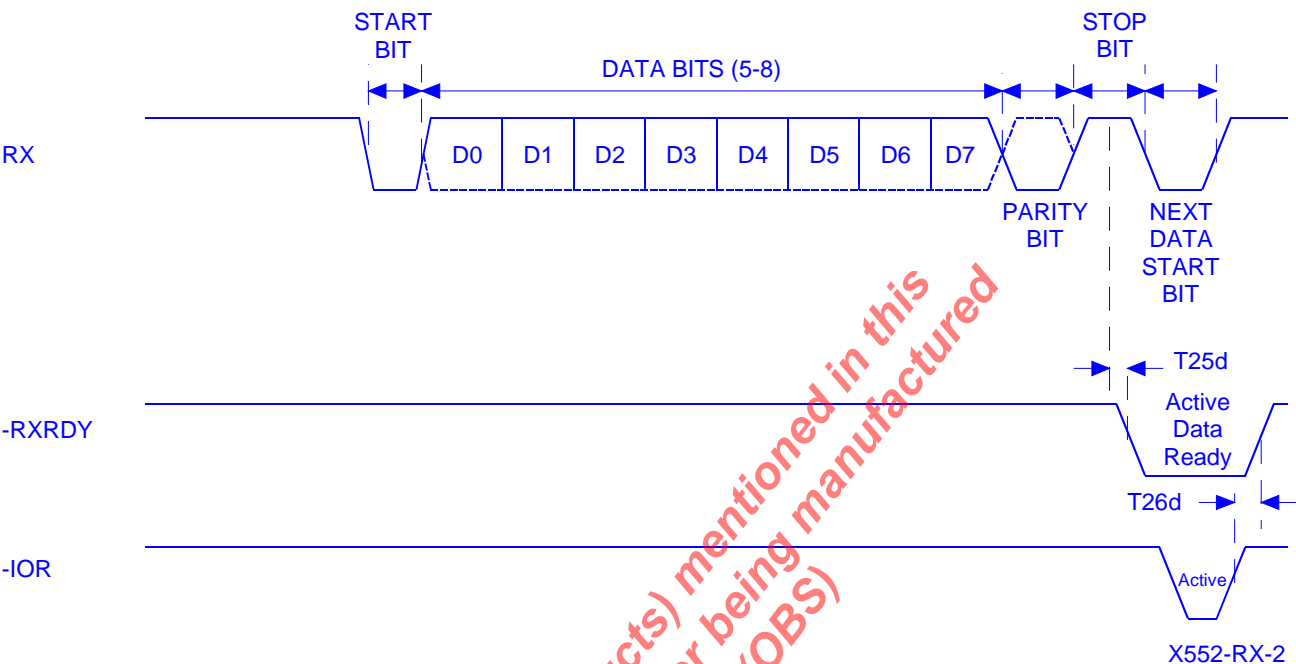 START
BIT
STOP
BIT
DATA BITS (5-8)
RX
D0 D1 D2 D3 D4 D5 D6 D7
PARITY
BIT
NEXT
DATA
START
BIT
T25d
-RXRDY
Active
Data
Ready
T26d
-IOR
Active
X552-RX-2
cts) mentioned in this
r being manufactured
(OBS)